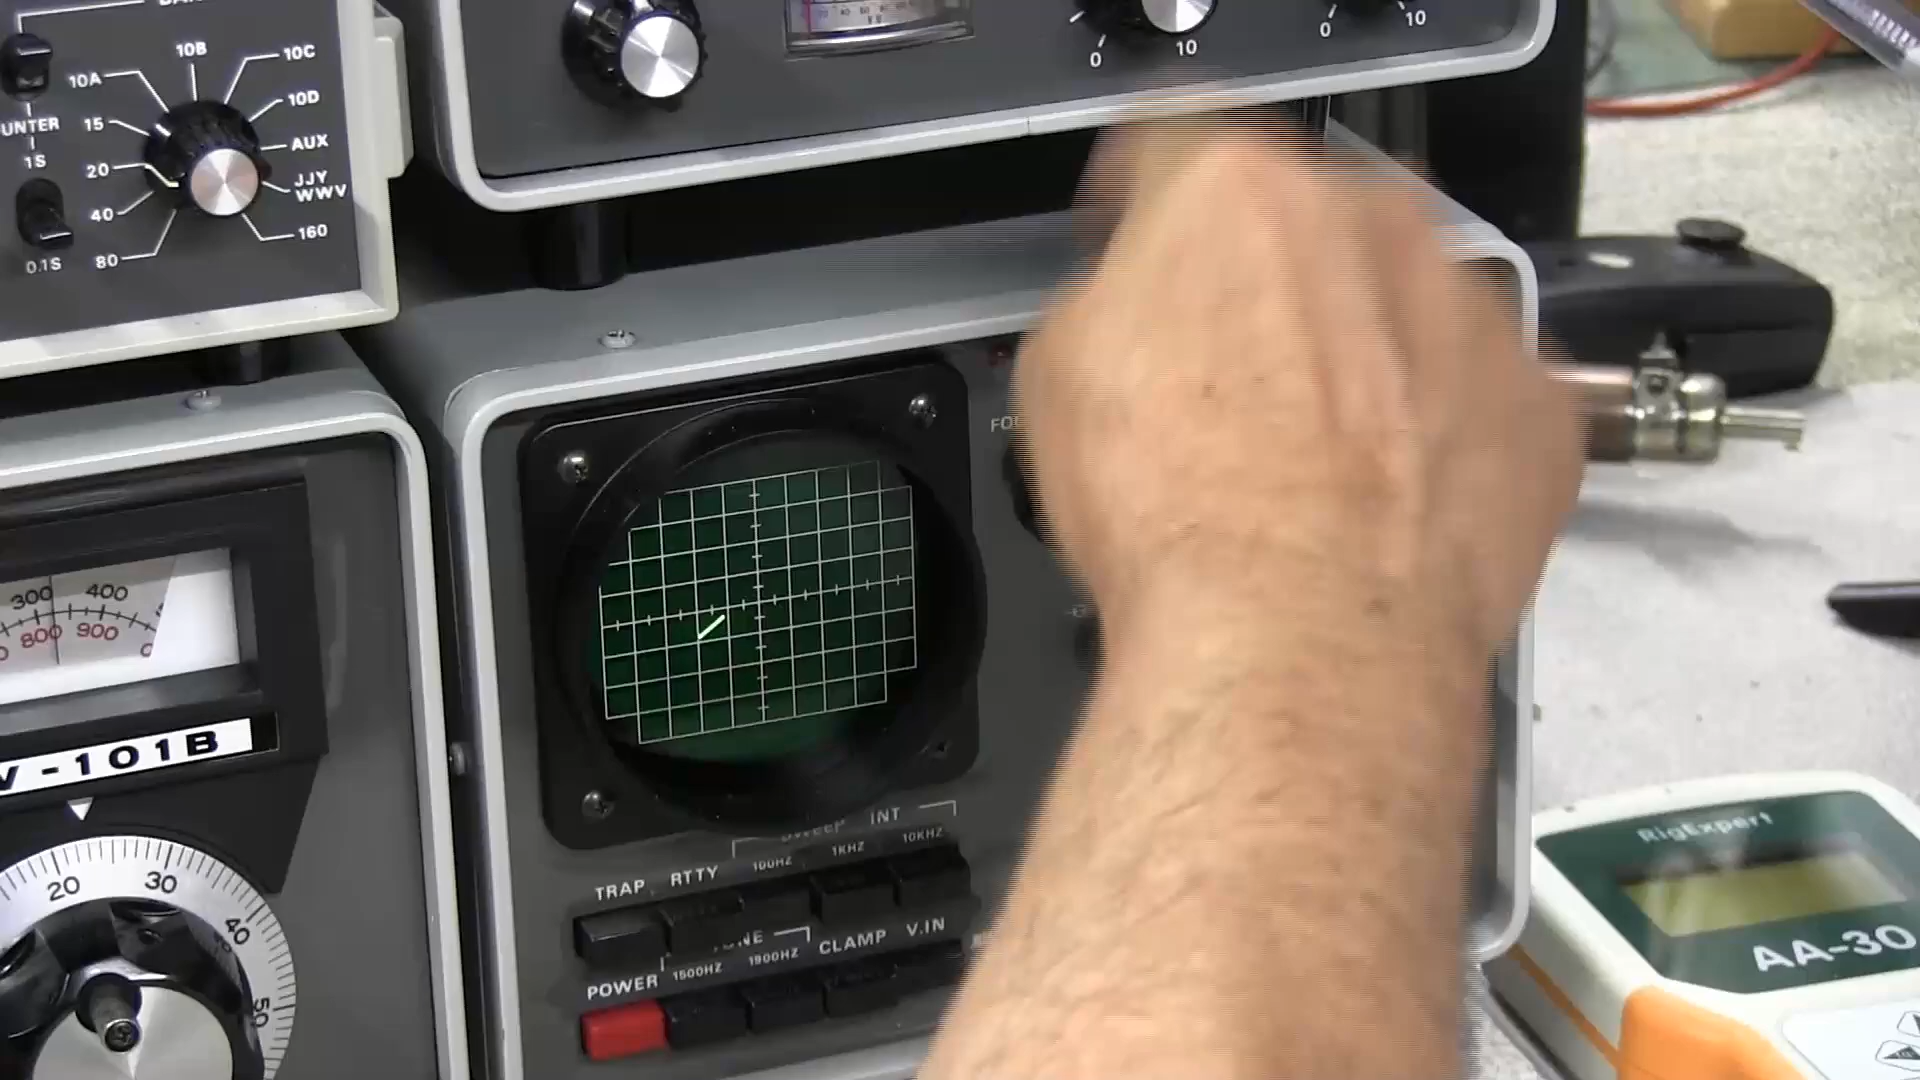 10A
10B
10C
10D
15
AUX
UNTER
1S
20
JJY
WWV
40
160
0.1S
80
0
10
0
10
300
400
800
900
V-101B
20
30
40
50
INT
100HZ
1KHZ
10KHZ
TRAP
RTTY
CLAMP
V.IN
POWER
1500HZ
1900HZ
RigExpert
AA-30